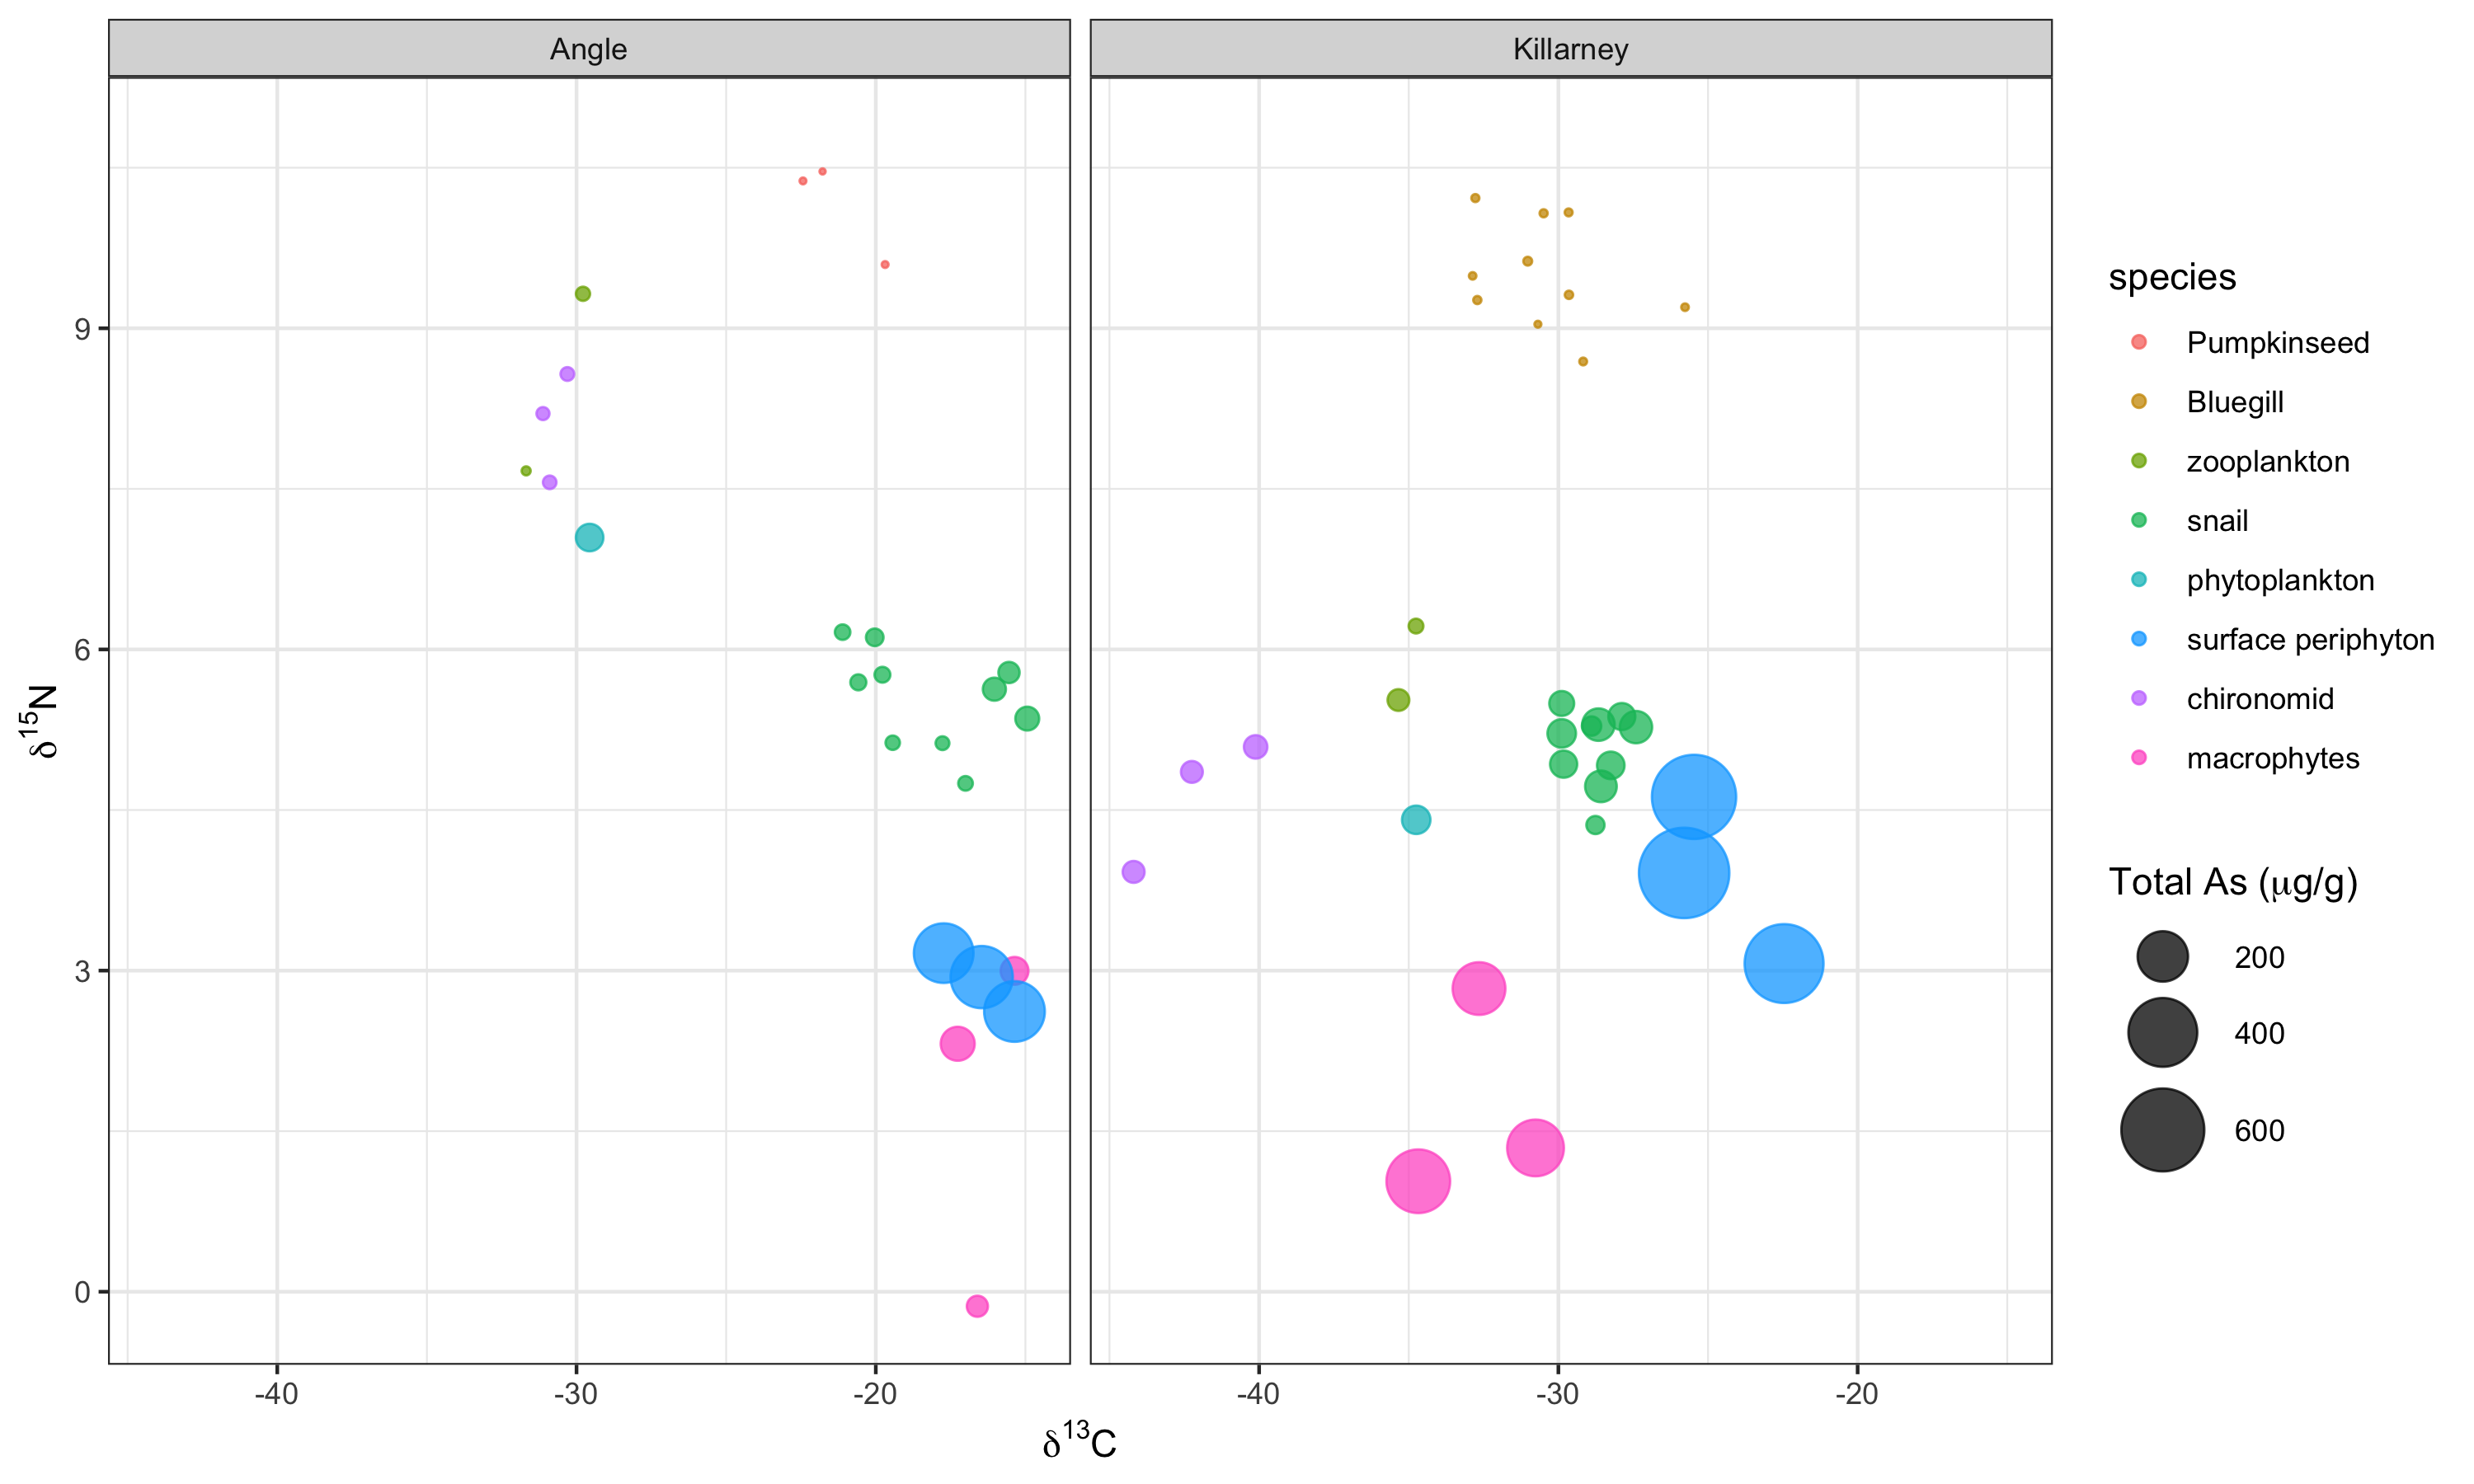 Angle
Killarney
δ15N
9
6
3
0
-40
-30
-20
-40
-30
-20
δ13C
species
Pumpkinseed
Bluegill
zooplankton
snail
phytoplankton
surface periphyton
chironomid
macrophytes
Total As (μg/g)
200
400
600